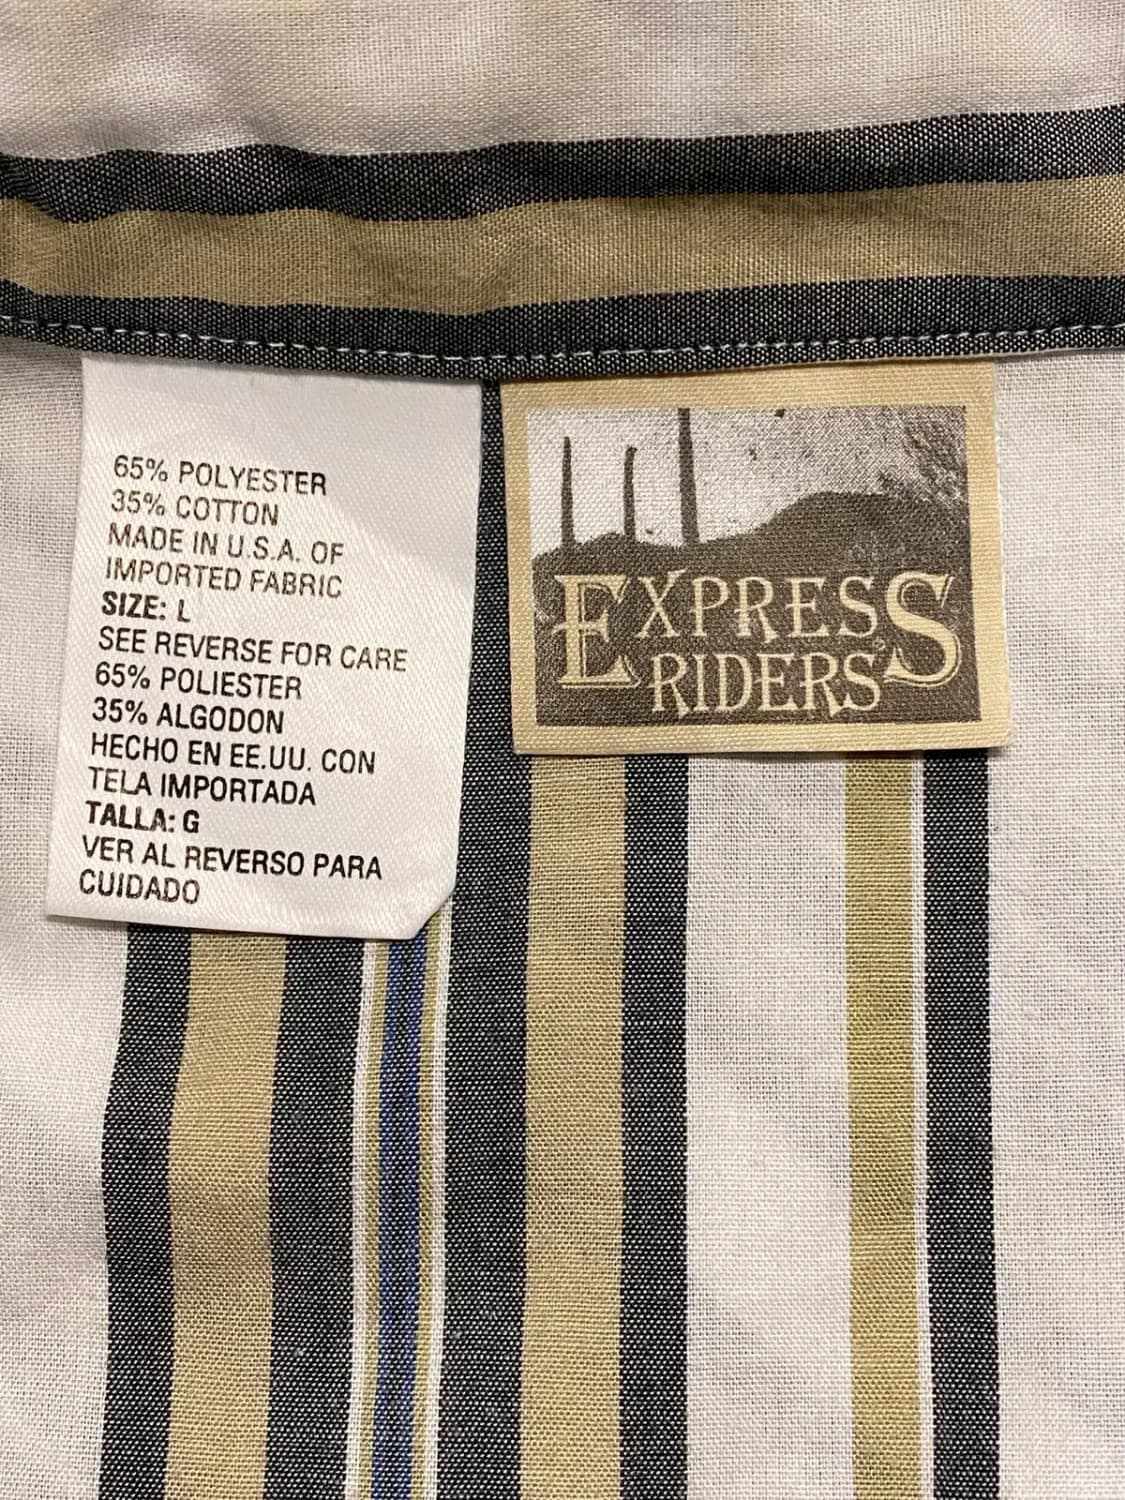 65% POLYESTER
35% COTTON
MADE IN U.S.A. OF
IMPORTED FABRIC
SIZE: L
SEE REVERSE FOR CARE
65% POLIESTER
35% ALGODON
HECHO EN EE.UU. CON
TELA IMPORTADA
TALLA: G
VER AL REVERSO PARA
CUIDADO
EXPRESS
RIDERS